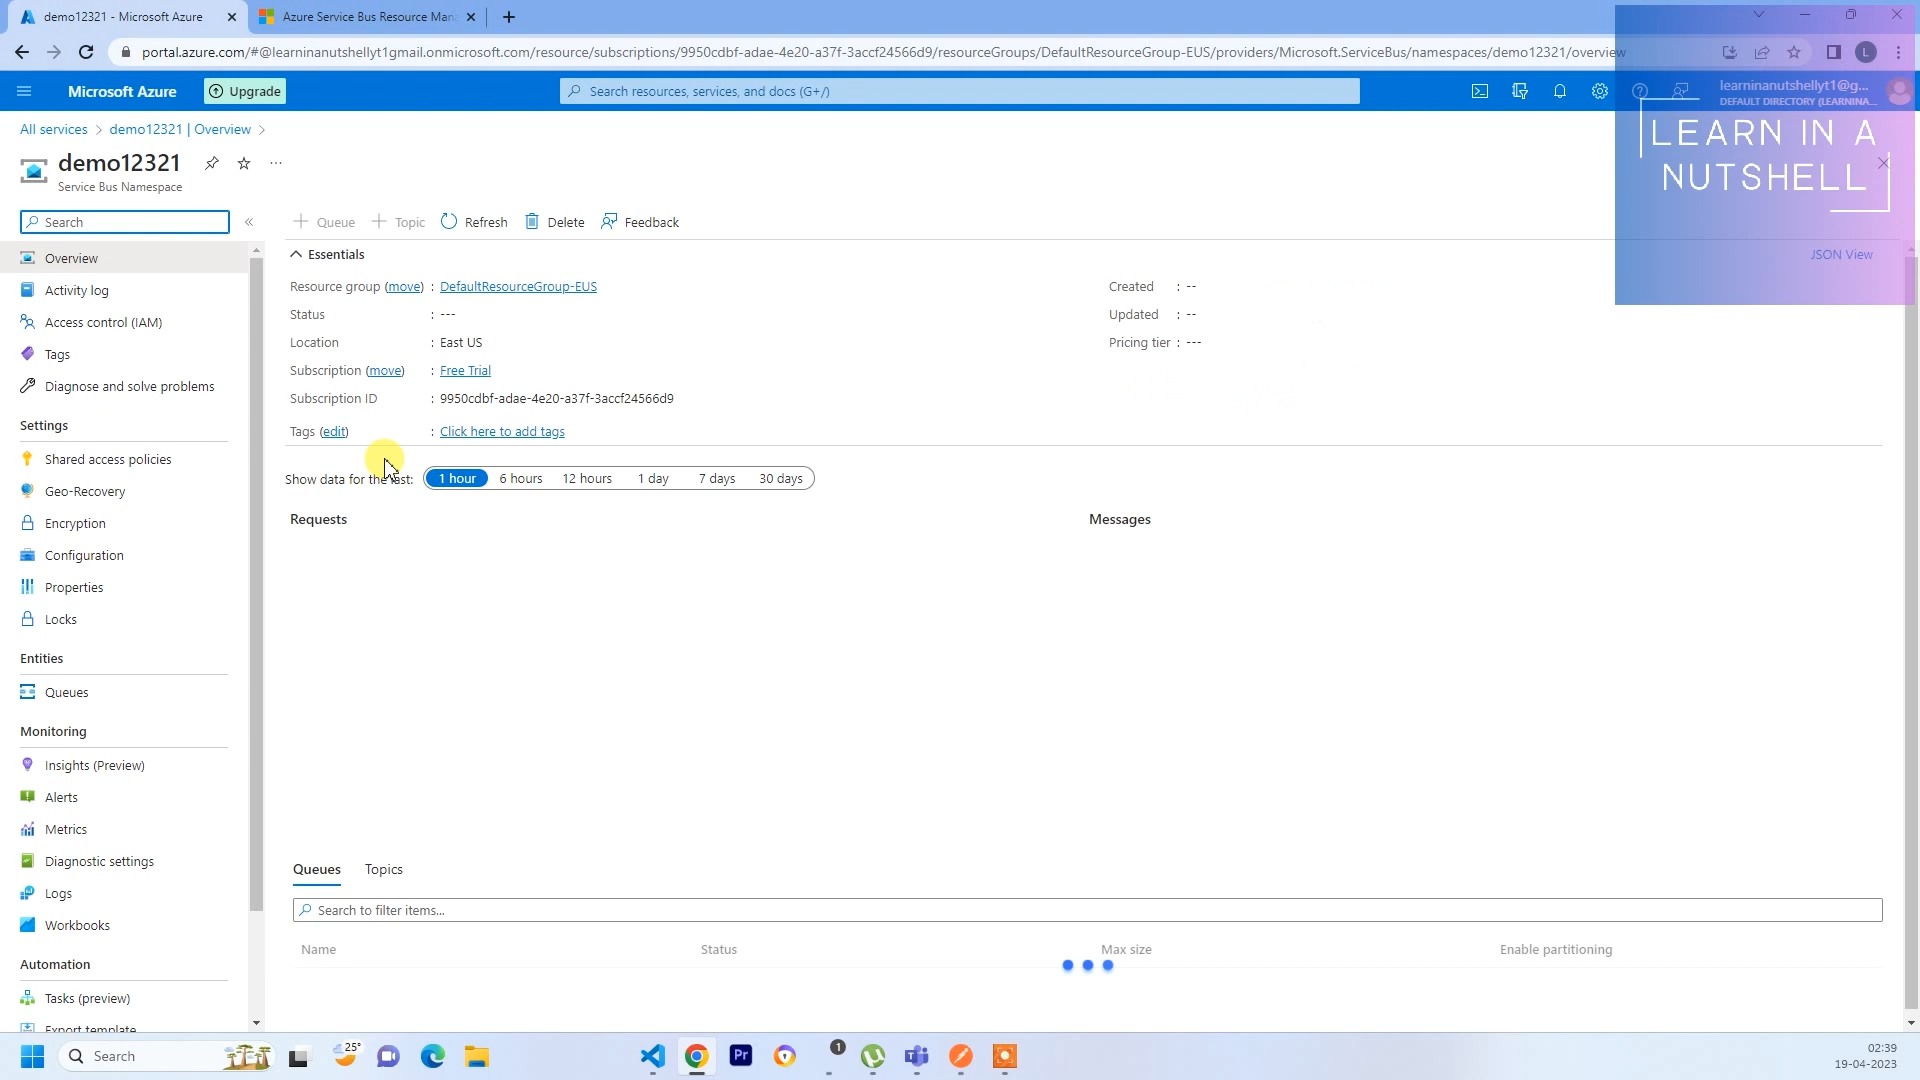 demo12321 - Microsoft Azure
Azure Service Bus Resource Man
portal.azure.com/#@learninanutshellyt1gmail.onmicrosoft.com/resource/subscriptions/9950cdbf-adae-4e20-a37f-3accf24566d9/resourceGroups/DefaultResourceGroup-EUS/providers/Microsoft.ServiceBus/namespaces/demo12321/overview
L
Microsoft Azure
Upgrade
Search resources, services, and docs (G+/)
learninanutshellyt1@g...
DEFAULT DIRECTORY (LEARNINA...
LEARN IN A
NUTSHELL
All services > demo12321 | Overview >
demo12321
Service Bus Namespace
Search
Overview
Activity log
Access control (IAM)
Tags
Diagnose and solve problems
Settings
Shared access policies
Geo-Recovery
Encryption
Configuration
Properties
Locks
Entities
Queues
Monitoring
Insights (Preview)
Alerts
Metrics
Diagnostic settings
Logs
Workbooks
Automation
Tasks (preview)
Export template
Queue
Topic
Refresh
Delete
Feedback
Essentials
JSON View
Resource group (move) : DefaultResourceGroup-EUS
Status : ---
Location : East US
Subscription (move) : Free Trial
Subscription ID : 9950cdbf-adae-4e20-a37f-3accf24566d9
Tags (edit) : Click here to add tags
Created : --
Updated : --
Pricing tier : ---
Show data for the last: 1 hour 6 hours 12 hours 1 day 7 days 30 days
Requests
Messages
Queues Topics
Search to filter items...
Name Status Max size Enable partitioning
Search
25°
Pr
1
02:39
19-04-2023